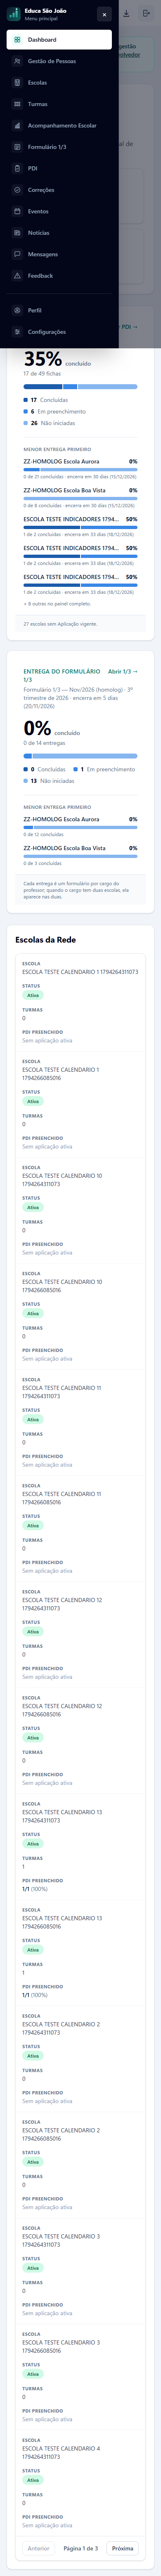 Educa São João
Menu principal
×
Dashboard
Gestão de Pessoas
Escolas
Turmas
Acompanhamento Escolar
Formulário 1/3
PDI
Correções
Eventos
Notícias
Mensagens
Feedback
Perfil
Configurações
gestão
volvedor
al de
PDI →
35% concluído
17 de 49 fichas
17 Concluídas
6 Em preenchimento
26 Não iniciadas
MENOR ENTREGA PRIMEIRO
ZZ-HOMOLOG Escola Aurora 0%
0 de 21 concluídas · encerra em 30 dias (15/12/2026)
ZZ-HOMOLOG Escola Boa Vista 0%
0 de 8 concluídas · encerra em 30 dias (15/12/2026)
ESCOLA TESTE INDICADORES 1794... 50%
1 de 2 concluídas · encerra em 33 dias (18/12/2026)
ESCOLA TESTE INDICADORES 1794... 50%
1 de 2 concluídas · encerra em 33 dias (18/12/2026)
ESCOLA TESTE INDICADORES 1794... 50%
1 de 2 concluídas · encerra em 33 dias (18/12/2026)
+ 8 outras no painel completo.
27 escolas sem Aplicação vigente.
ENTREGA DO FORMULÁRIO 1/3
Abrir 1/3 →
Formulário 1/3 — Nov/2026 (homolog) · 3º
trimestre de 2026 · encerra em 5 dias
(20/11/2026)
0% concluído
0 de 14 entregas
0 Concluídas
1 Em preenchimento
13 Não iniciadas
MENOR ENTREGA PRIMEIRO
ZZ-HOMOLOG Escola Aurora 0%
0 de 12 concluídas
ZZ-HOMOLOG Escola Boa Vista 0%
0 de 3 concluídas
Cada entrega é um formulário por cargo do
professor; quando o cargo tem duas escolas, ela
aparece nas duas.
Escolas da Rede
ESCOLA
ESCOLA TESTE CALENDARIO 1 1794264311073
STATUS
Ativa
TURMAS
0
PDI PREENCHIDO
Sem aplicação ativa
ESCOLA
ESCOLA TESTE CALENDARIO 1
1794266085016
STATUS
Ativa
TURMAS
0
PDI PREENCHIDO
Sem aplicação ativa
ESCOLA
ESCOLA TESTE CALENDARIO 10
1794264311073
STATUS
Ativa
TURMAS
0
PDI PREENCHIDO
Sem aplicação ativa
ESCOLA
ESCOLA TESTE CALENDARIO 10
1794266085016
STATUS
Ativa
TURMAS
0
PDI PREENCHIDO
Sem aplicação ativa
ESCOLA
ESCOLA TESTE CALENDARIO 11
1794264311073
STATUS
Ativa
TURMAS
0
PDI PREENCHIDO
Sem aplicação ativa
ESCOLA
ESCOLA TESTE CALENDARIO 11
1794266085016
STATUS
Ativa
TURMAS
0
PDI PREENCHIDO
Sem aplicação ativa
ESCOLA
ESCOLA TESTE CALENDARIO 12
1794264311073
STATUS
Ativa
TURMAS
0
PDI PREENCHIDO
Sem aplicação ativa
ESCOLA
ESCOLA TESTE CALENDARIO 12
1794266085016
STATUS
Ativa
TURMAS
0
PDI PREENCHIDO
Sem aplicação ativa
ESCOLA
ESCOLA TESTE CALENDARIO 13
1794264311073
STATUS
Ativa
TURMAS
1
PDI PREENCHIDO
1/1 (100%)
ESCOLA
ESCOLA TESTE CALENDARIO 13
1794266085016
STATUS
Ativa
TURMAS
1
PDI PREENCHIDO
1/1 (100%)
ESCOLA
ESCOLA TESTE CALENDARIO 2
1794264311073
STATUS
Ativa
TURMAS
0
PDI PREENCHIDO
Sem aplicação ativa
ESCOLA
ESCOLA TESTE CALENDARIO 2
1794266085016
STATUS
Ativa
TURMAS
0
PDI PREENCHIDO
Sem aplicação ativa
ESCOLA
ESCOLA TESTE CALENDARIO 3
1794264311073
STATUS
Ativa
TURMAS
0
PDI PREENCHIDO
Sem aplicação ativa
ESCOLA
ESCOLA TESTE CALENDARIO 3
1794266085016
STATUS
Ativa
TURMAS
0
PDI PREENCHIDO
Sem aplicação ativa
ESCOLA
ESCOLA TESTE CALENDARIO 4
1794264311073
STATUS
Ativa
TURMAS
0
PDI PREENCHIDO
Sem aplicação ativa
Anterior
Página 1 de 3
Próxima